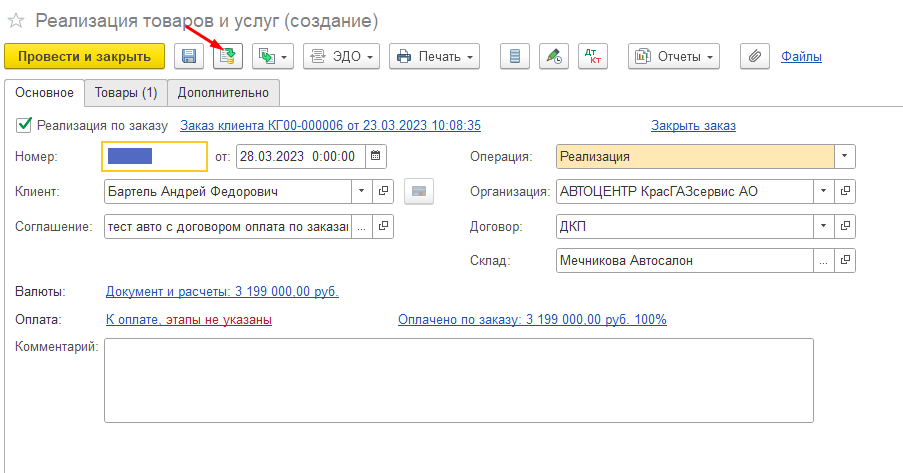 Реализация товаров и услуг (создание)
Провести и закрыть ЭДО Печать Дт Кт Отчеты Файлы
Основное Товары (1) Дополнительно
Реализация по заказу Заказ клиента КГ00-000006 от 23.03.2023 10:08:35 Закрыть заказ
Номер: от: 28.03.2023 0:00:00 Операция: Реализация
Клиент: Бартель Андрей Федорович Организация: АВТОЦЕНТР КрасГАЗсервис АО
Соглашение: тест авто с договором оплата по заказа Договор: ДКП
Склад: Мечникова Автосалон
Валюты: Документ и расчеты: 3 199 000,00 руб.
Оплата: К оплате, этапы не указаны Оплачено по заказу: 3 199 000,00 руб. 100%
Комментарий: